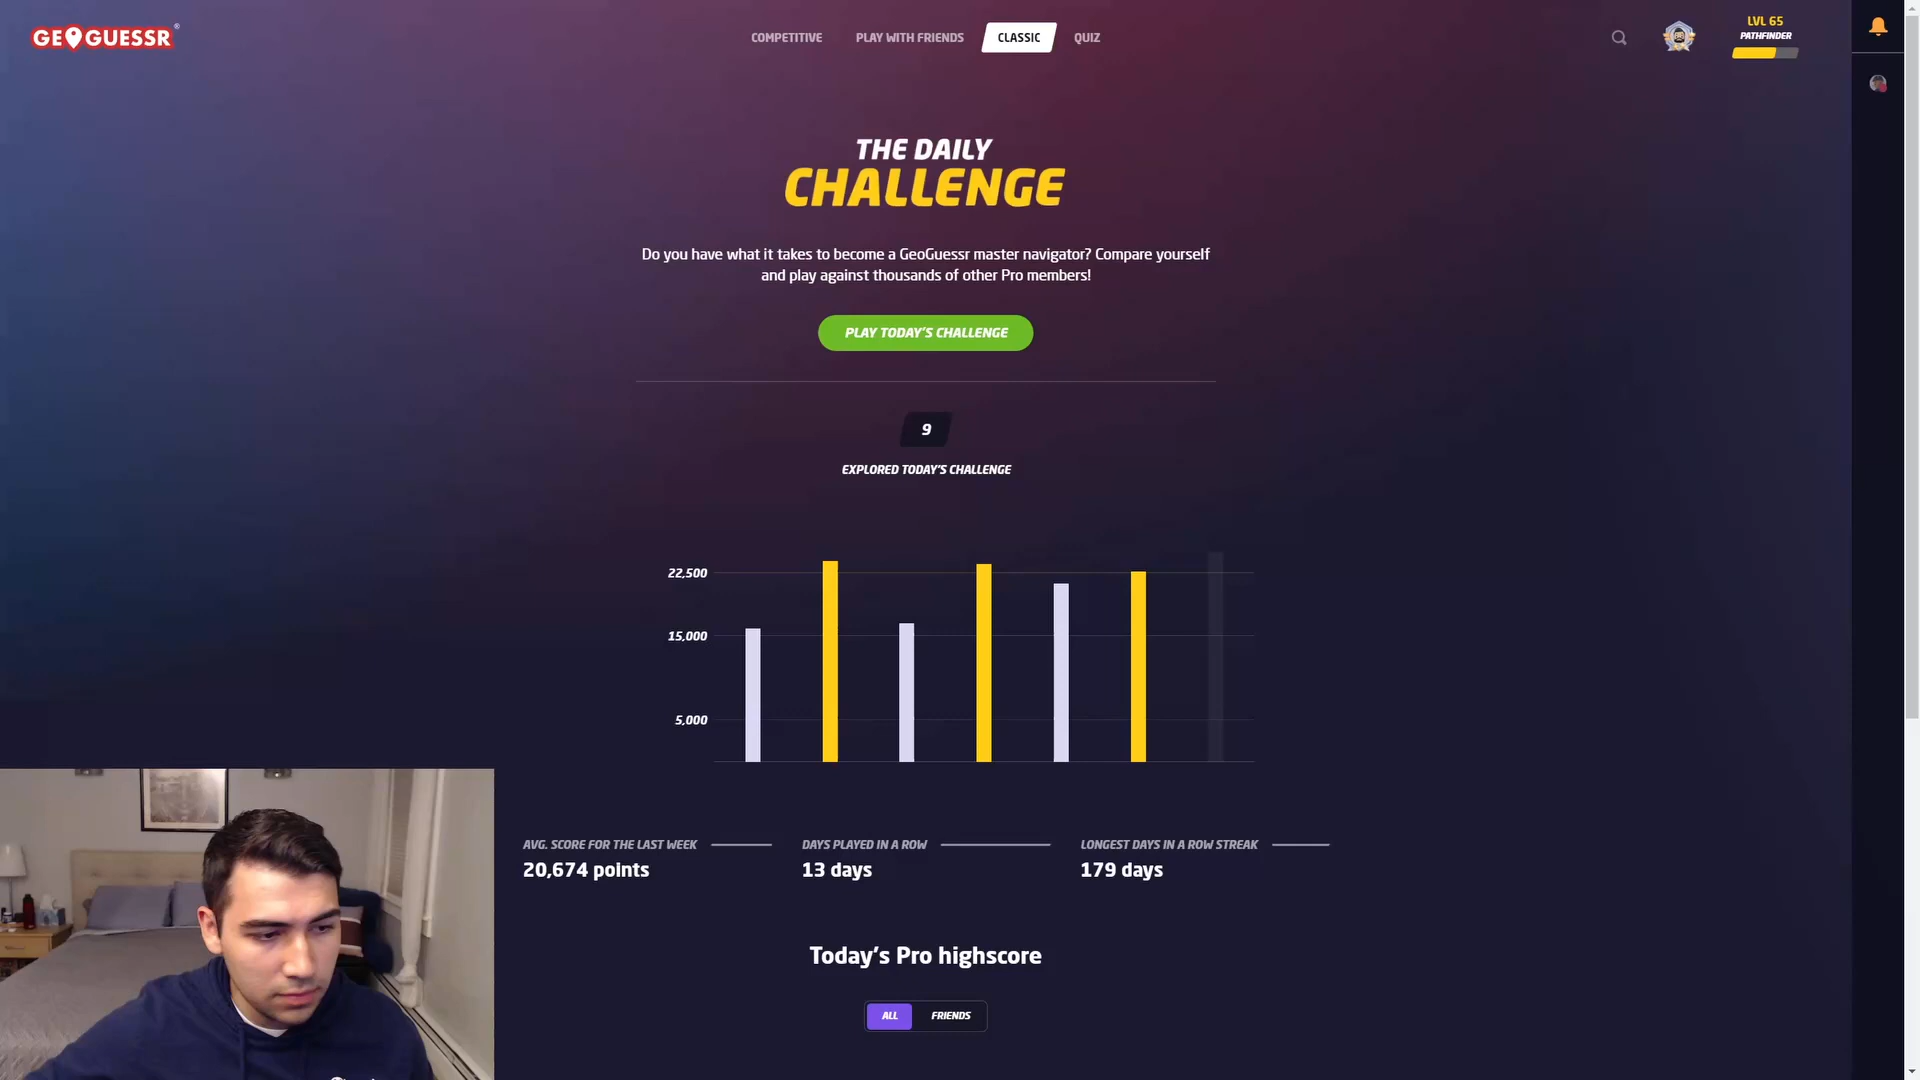 GEOGUESSR
COMPETITIVE
PLAY WITH FRIENDS
CLASSIC
QUIZ
LVL 65
PATHFINDER
THE DAILY
CHALLENGE
Do you have what it takes to become a GeoGuessr master navigator? Compare yourself
and play against thousands of other Pro members!
PLAY TODAY'S CHALLENGE
9
EXPLORED TODAY'S CHALLENGE
22,500
15,000
5,000
AVG. SCORE FOR THE LAST WEEK
20,674 points
DAYS PLAYED IN A ROW
13 days
LONGEST DAYS IN A ROW STREAK
179 days
Today's Pro highscore
ALL
FRIENDS